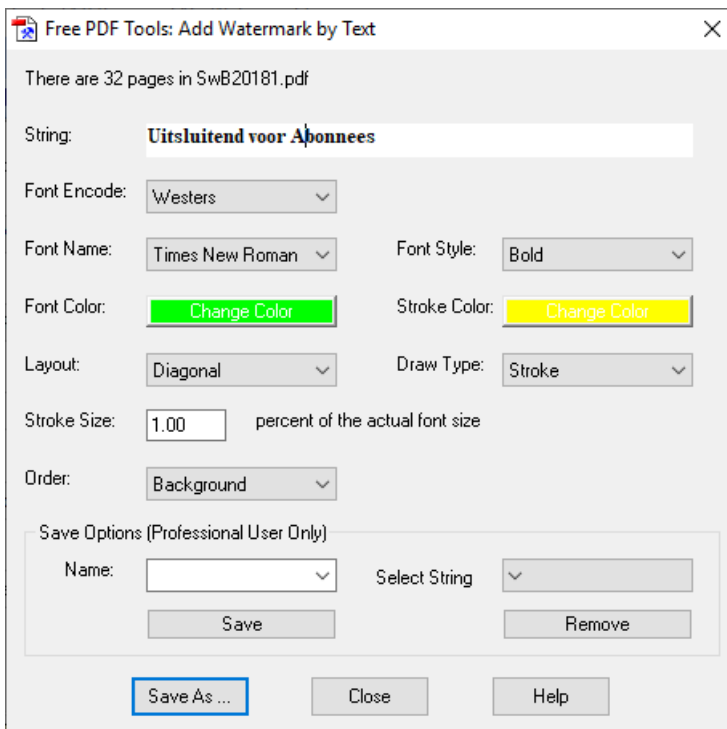 Free PDF Tools: Add Watermark by Text
There are 32 pages in SwB20181.pdf
String: Uitsluitend voor Abonnees
Font Encode: Westers
Font Name: Times New Roman Font Style: Bold
Font Color: Change Color Stroke Color: Change Color
Layout: Diagonal Draw Type: Stroke
Stroke Size: 1.00 percent of the actual font size
Order: Background
Save Options (Professional User Only)
Name: Select String
Save Remove
Save As ... Close Help